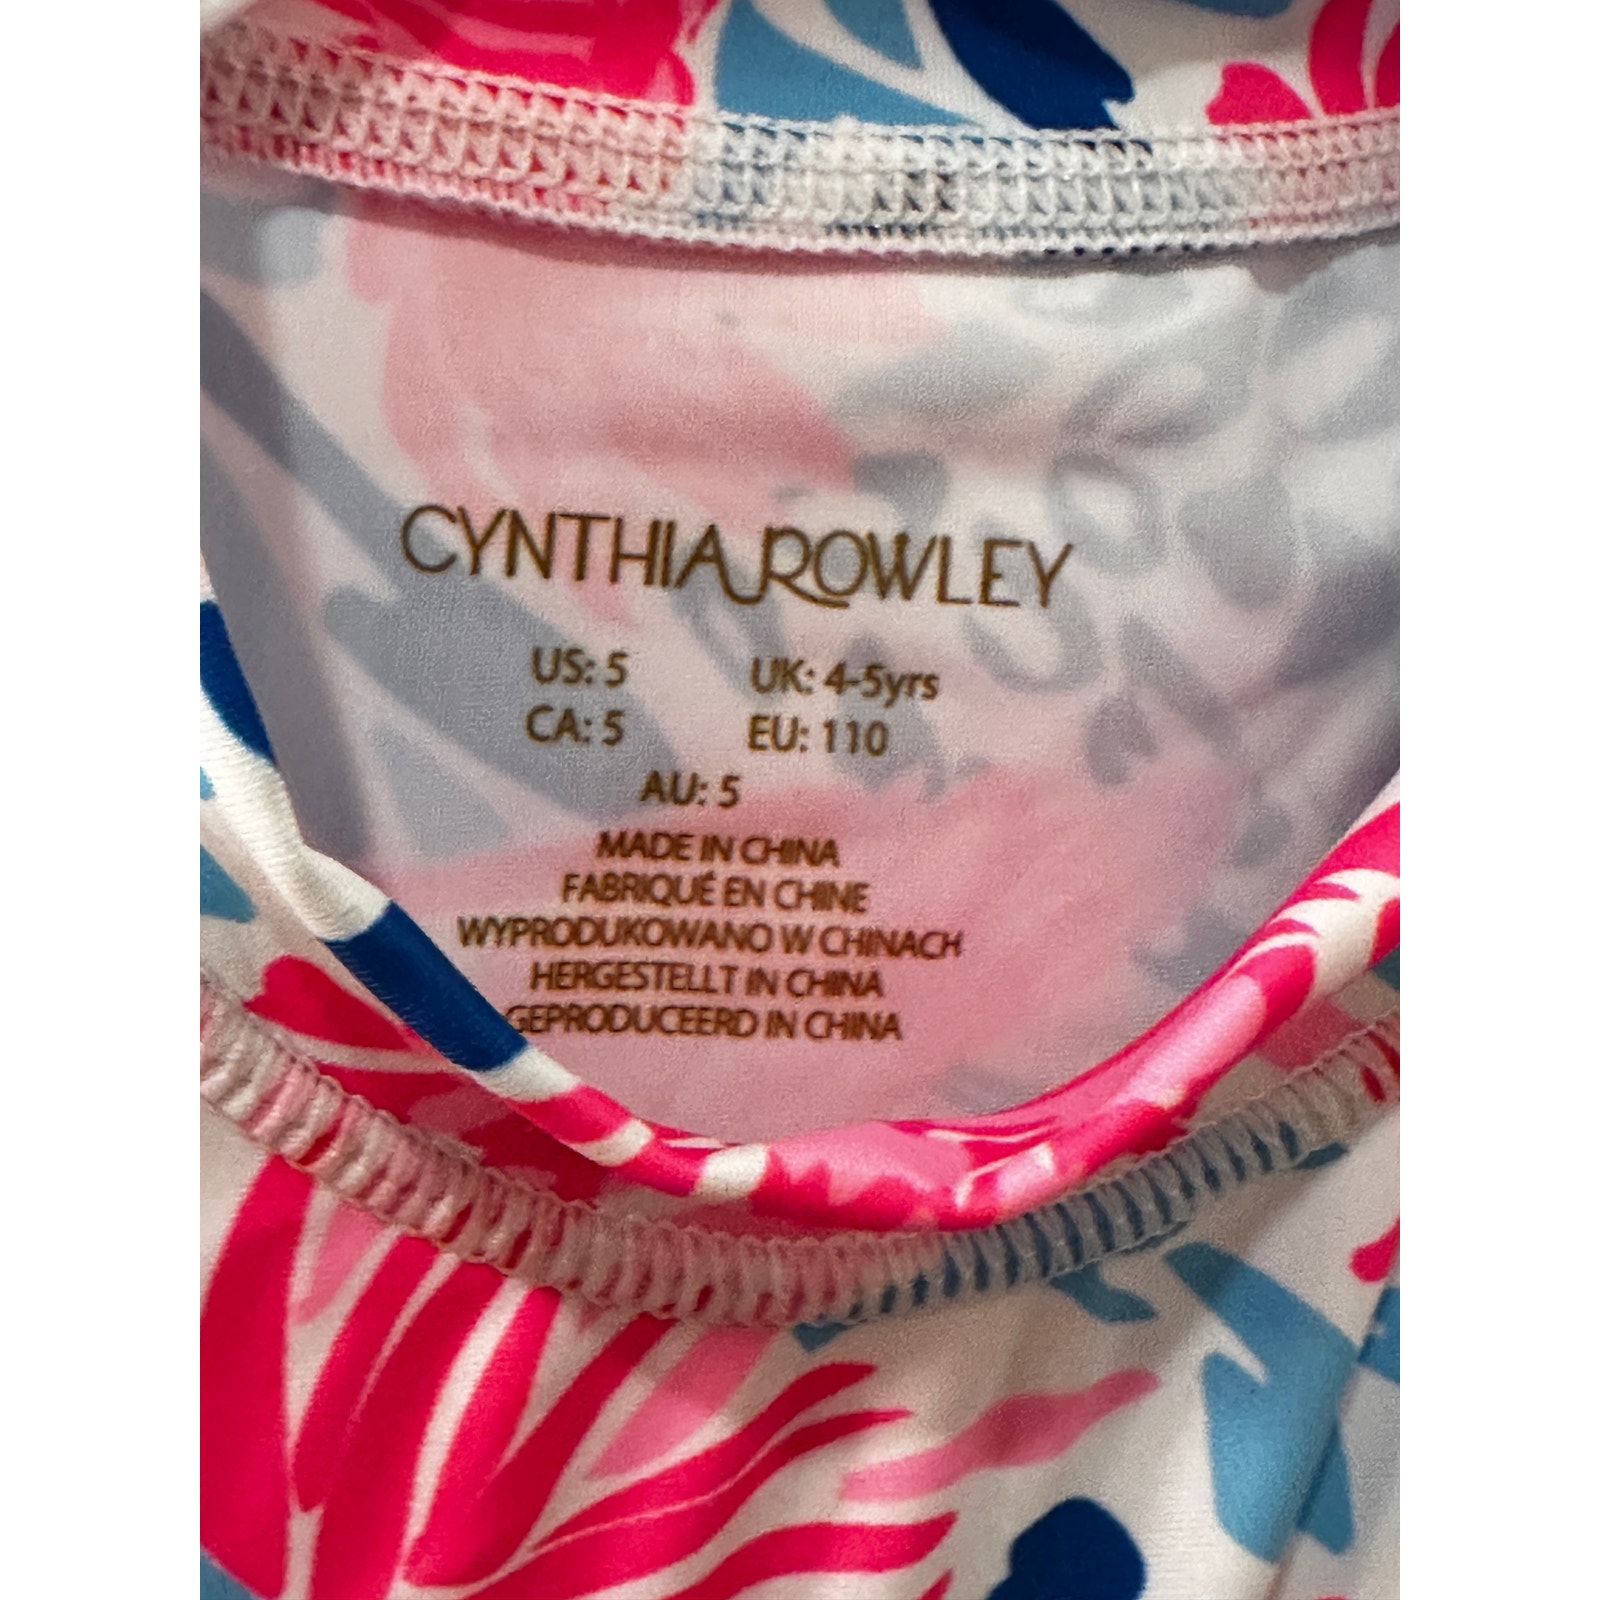 CYNTHIA ROWLEY
US: 5 UK: 4-5yrs
CA: 5 EU: 110
AU: 5
MADE IN CHINA
FABRIQUÉ EN CHINE
WYPRODUKOWANO W CHINACH
HERGESTELLT IN CHINA
GEPRODUCEERD IN CHINA